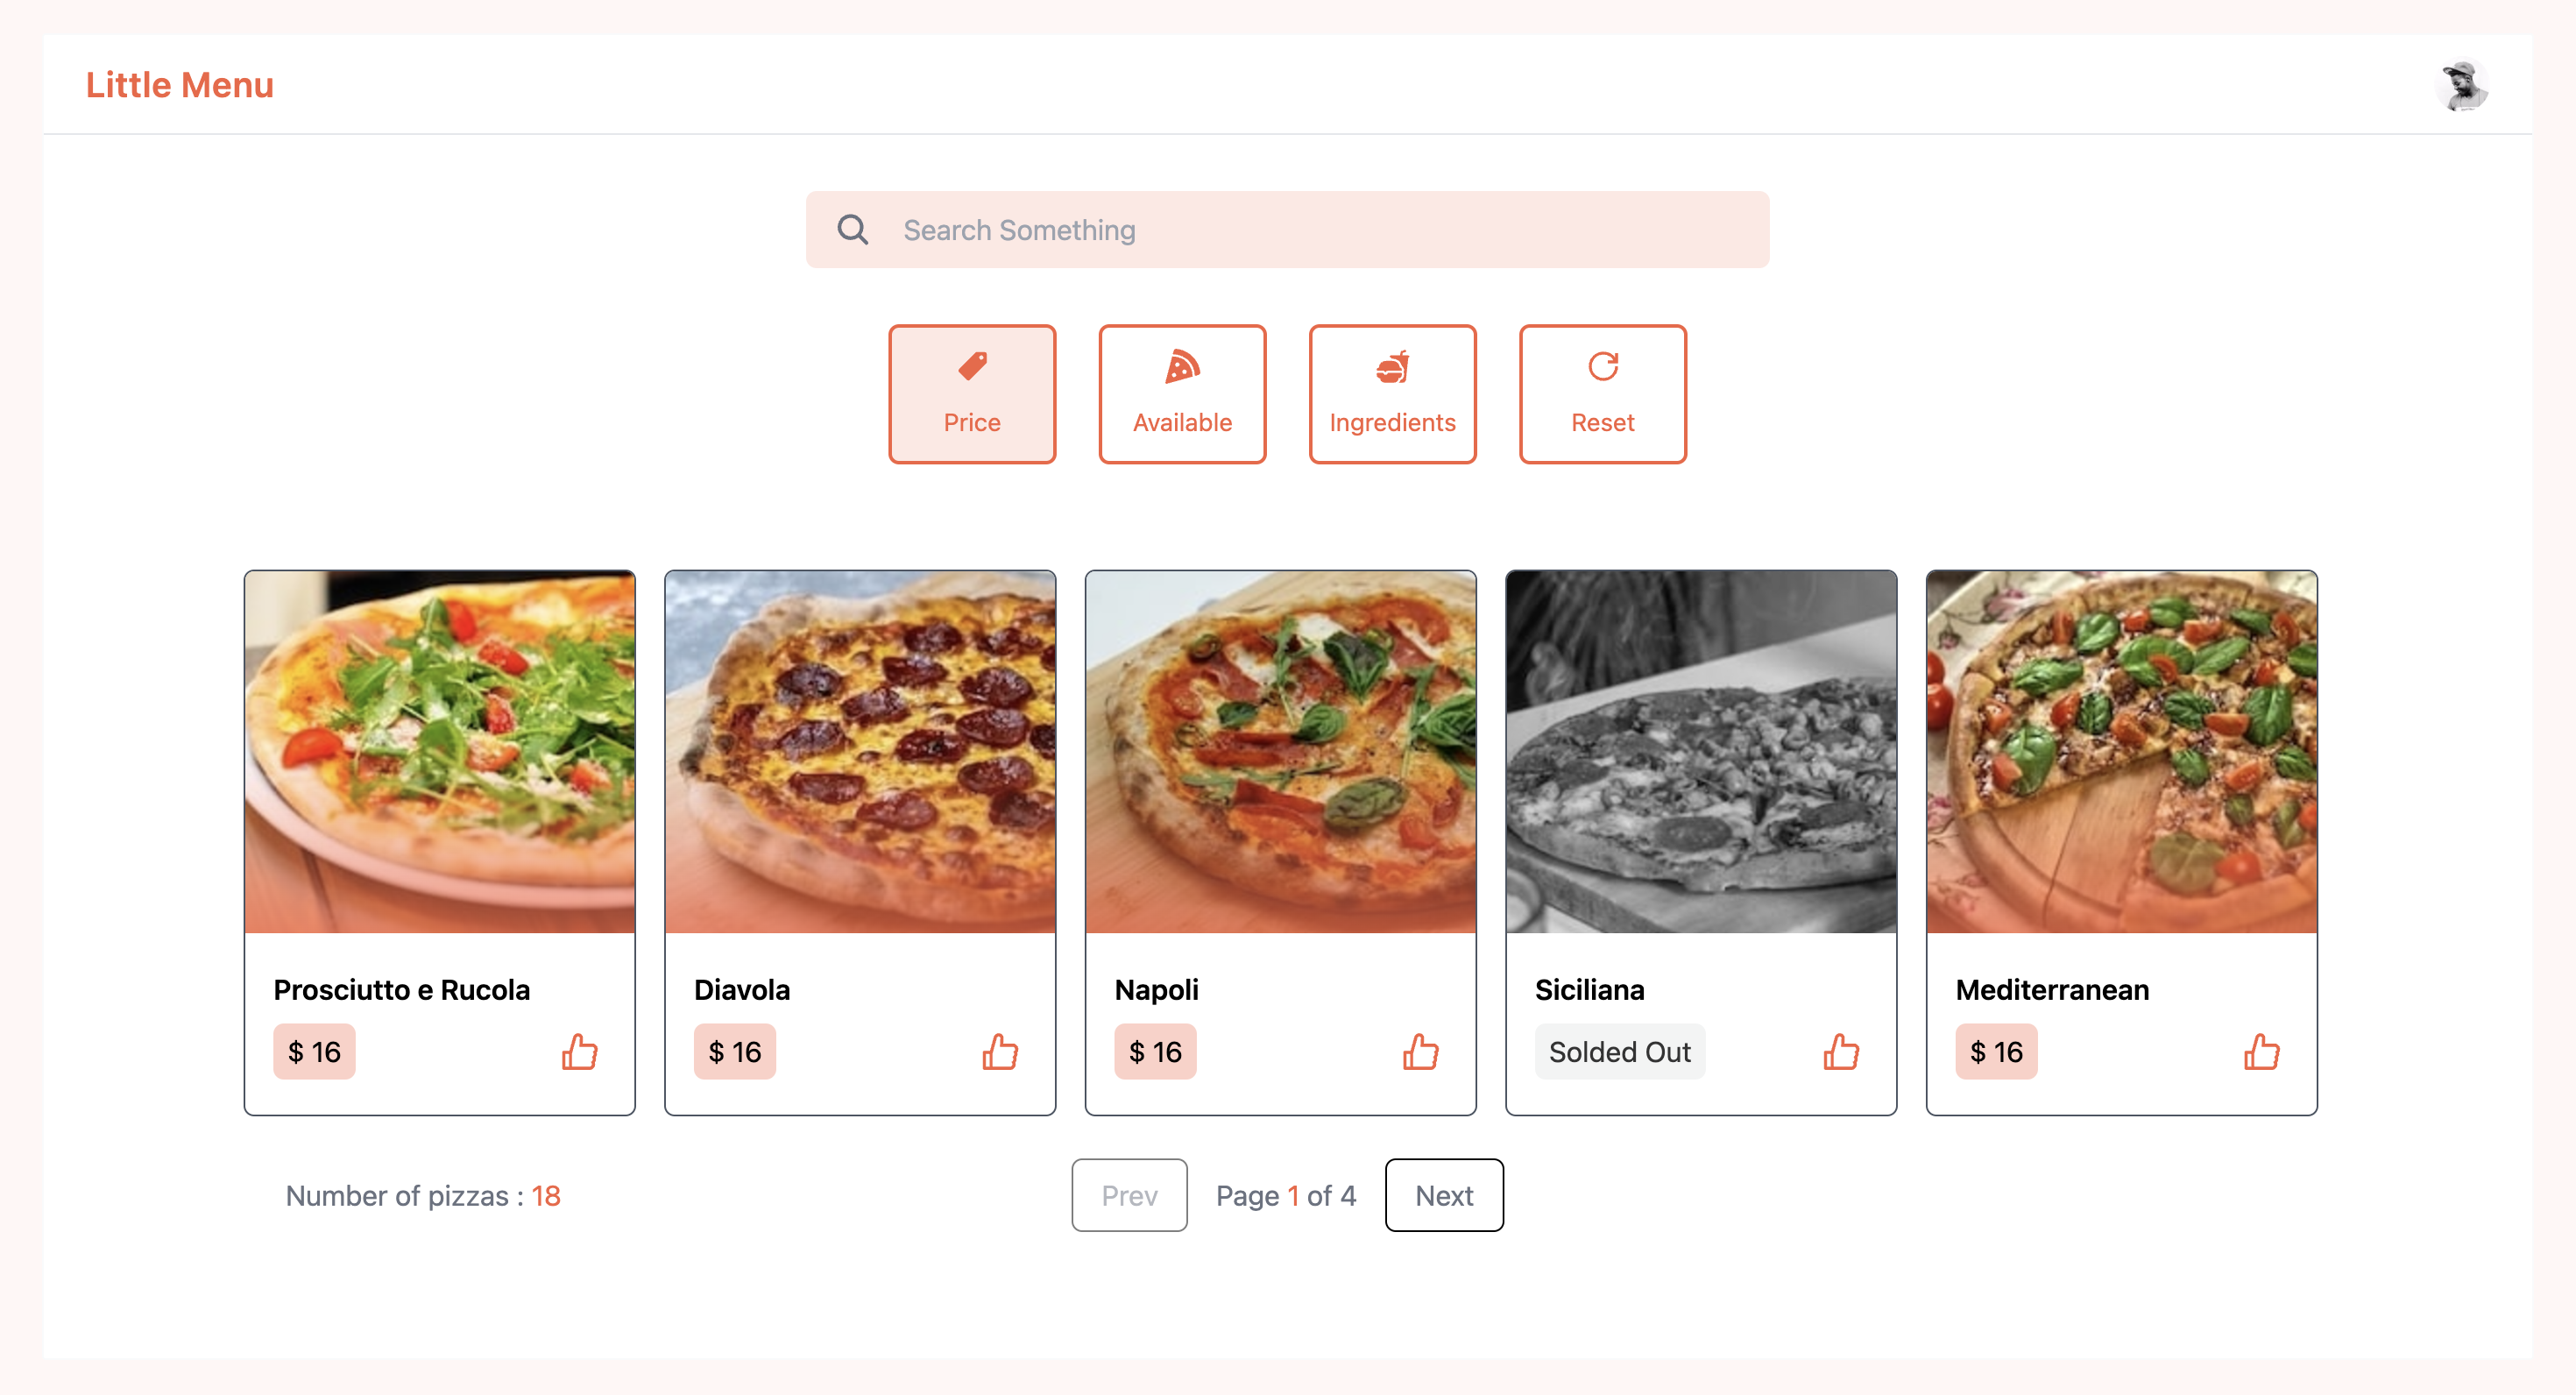 Little Menu
Search Something
Price
Available
Ingredients
Reset
Prosciutto e Rucola
$ 16
Diavola
$ 16
Napoli
$ 16
Siciliana
Solded Out
Mediterranean
$ 16
Number of pizzas : 18
Prev
Page 1 of 4
Next